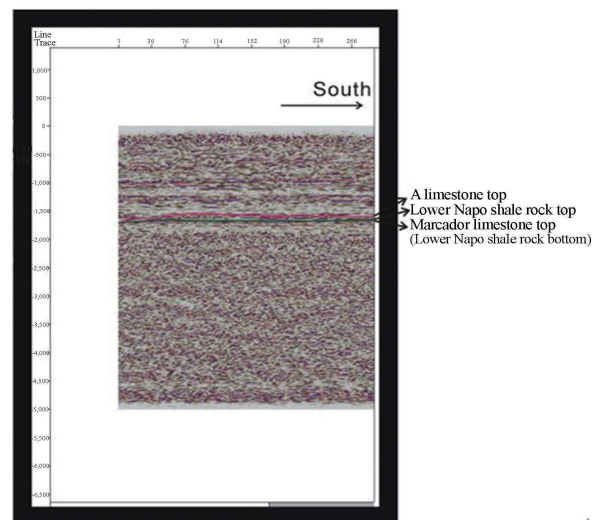 Line
Trace 1 38 76 114 152 190 228 266
1,000
500
0
-500
-1,000
-1,500
-2,000
-2,500
-3,000
-3,500
-4,000
-4,500
-5,000
-5,500
-6,000
-6,500
South
A limestone top
Lower Napo shale rock top
Marcador limestone top
(Lower Napo shale rock bottom)